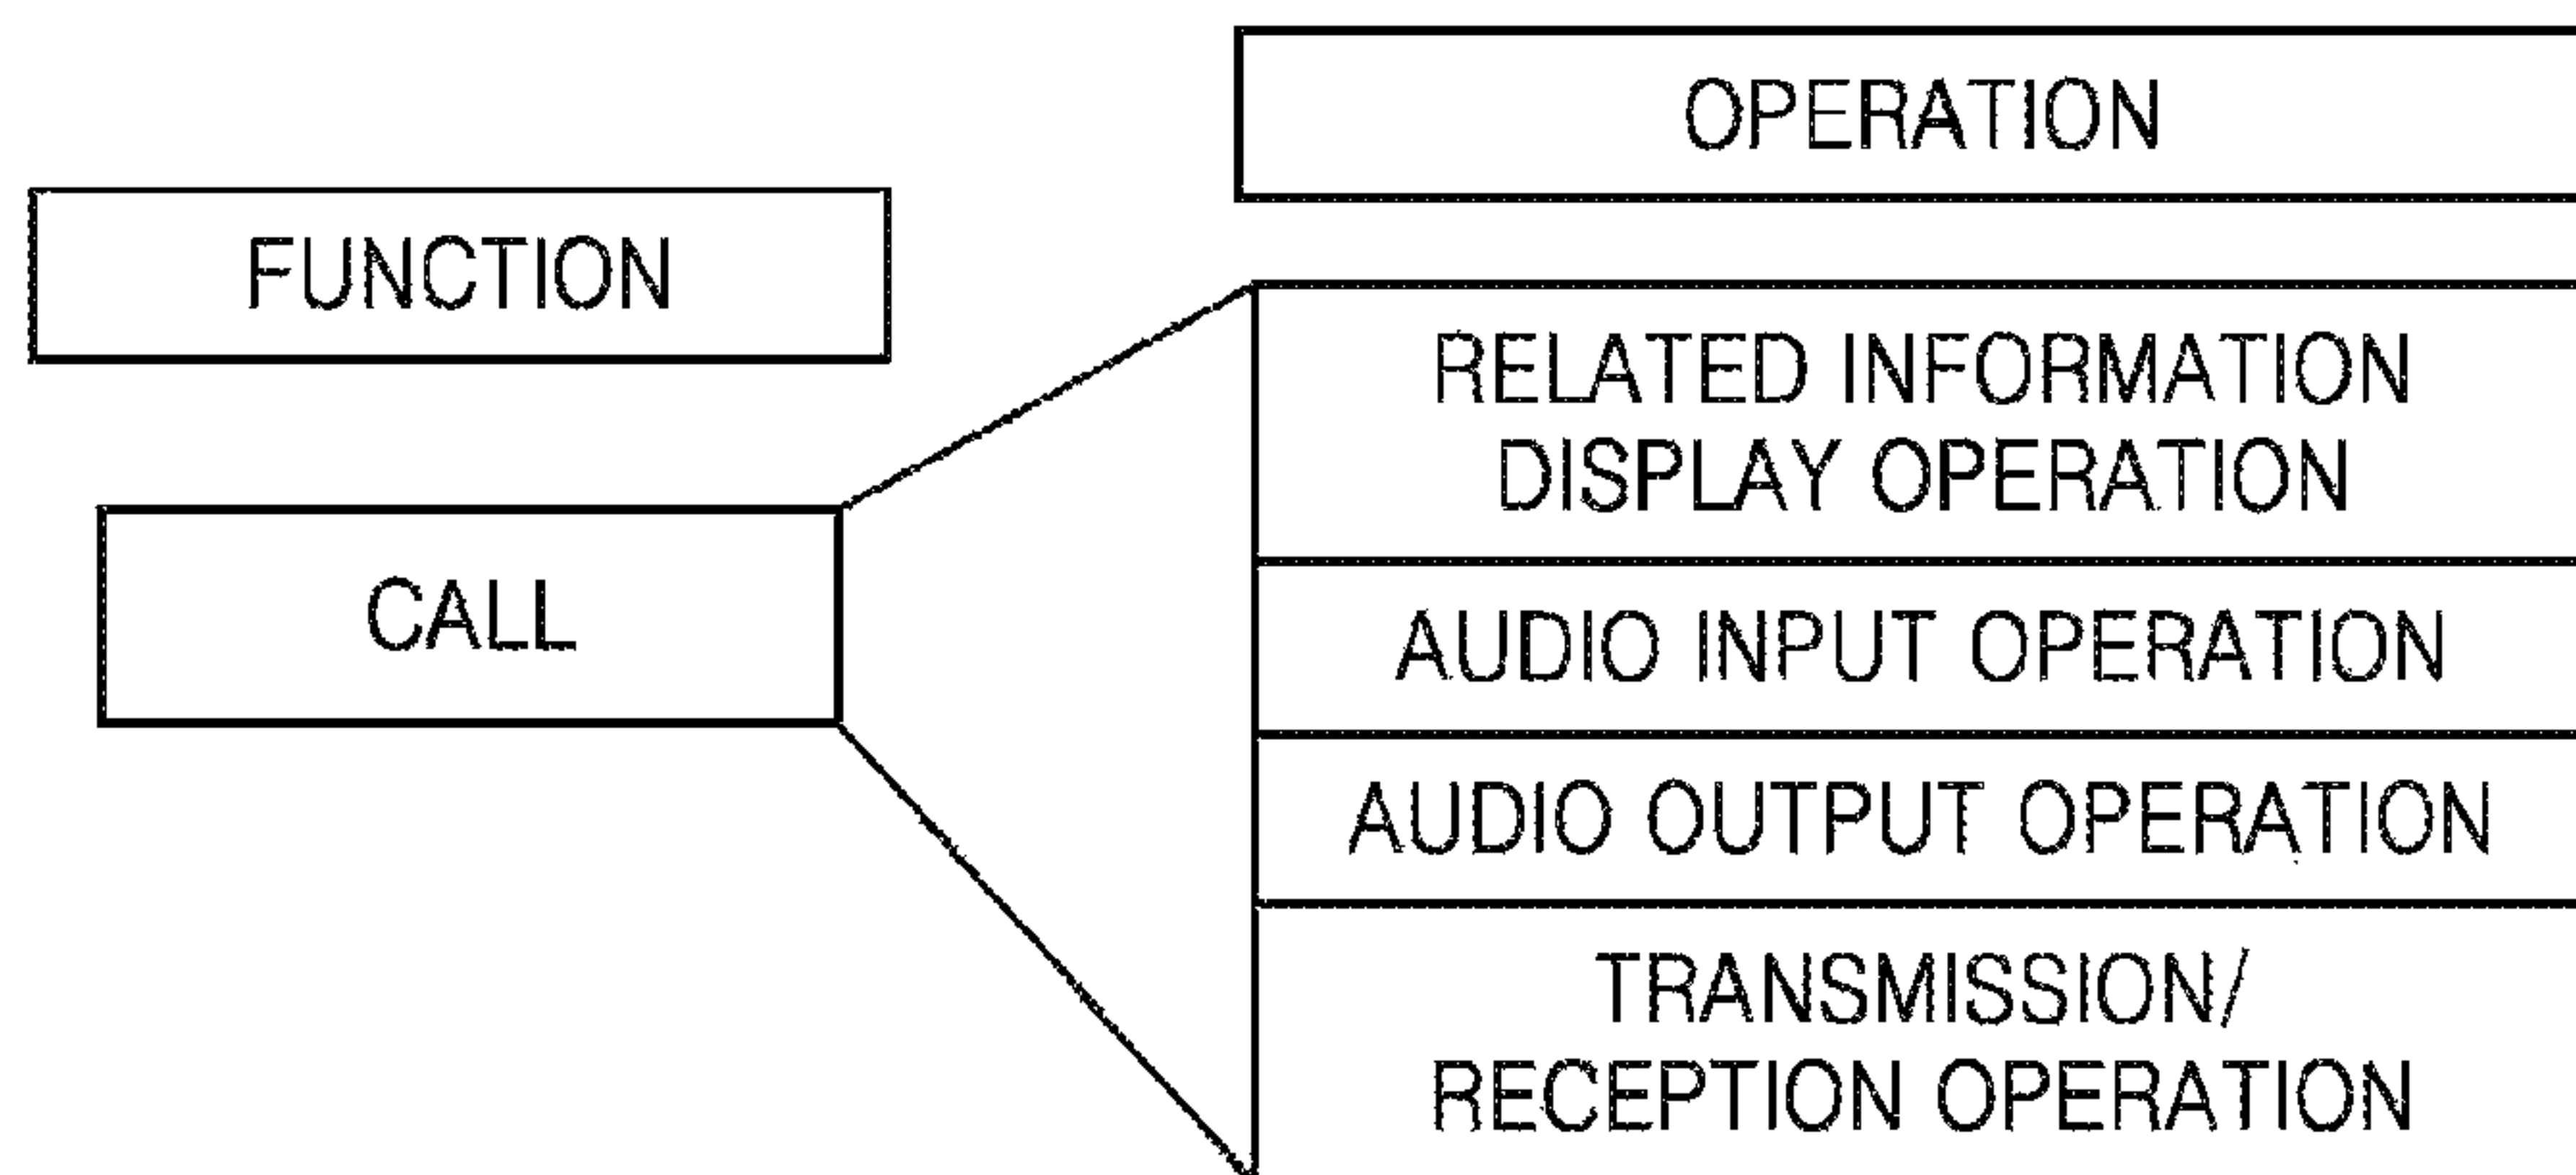 OPERATION
FUNCTION
RELATED INFORMATION
DISPLAY OPERATION
CALL
AUDIO INPUT OPERATION
AUDIO OUTPUT OPERATION
TRANSMISSION/
RECEPTION OPERATION